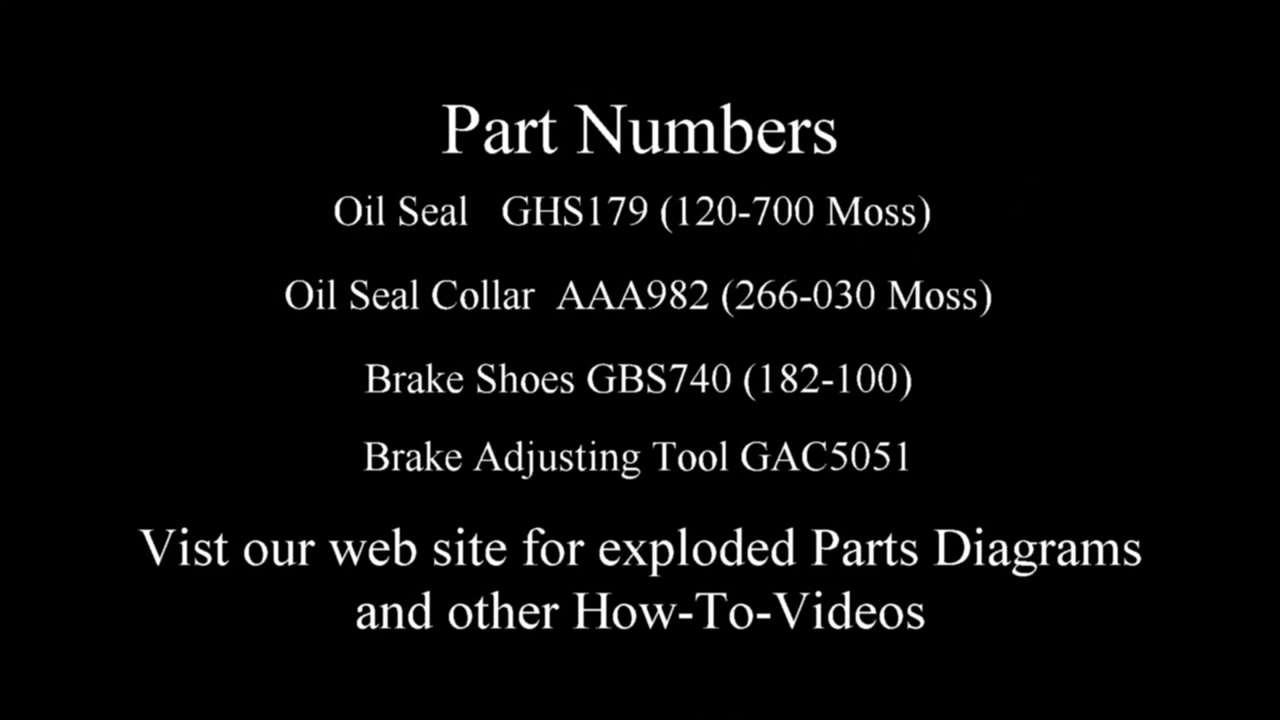 Part Numbers
Oil Seal GHS179 (120-700 Moss)
Oil Seal Collar AAA982 (266-030 Moss)
Brake Shoes GBS740 (182-100)
Brake Adjusting Tool GAC5051
Vist our web site for exploded Parts Diagrams
and other How-To-Videos